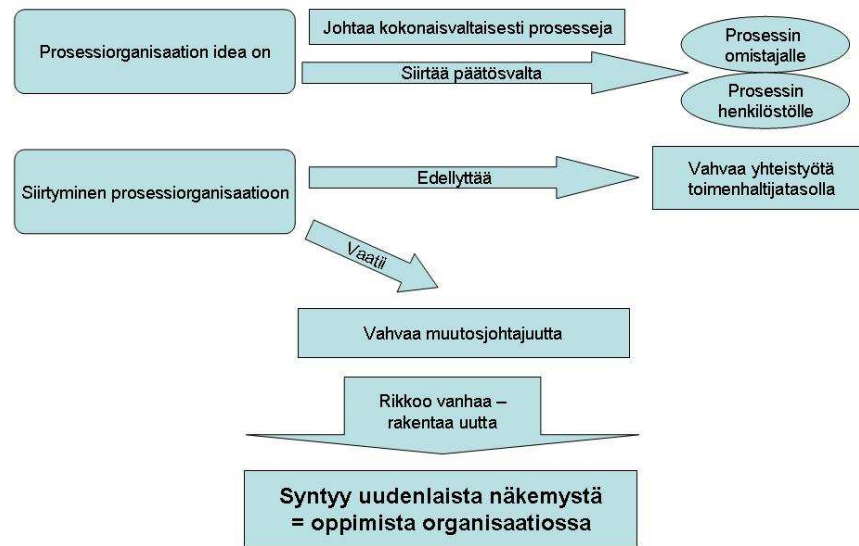 Prosessiorganisaation idea on
Johtaa kokonaisvaltaisesti prosesseja
Siirtää päätösvalta
Prosessin
omistajalle
Prosessin
henkilöstölle
Siirtyminen prosessiorganisaatioon
Edellyttää
Vahvaa yhteistyötä
toimenhaltijatasolla
Vaatii
Vahvaa muutosjohtajuutta
Rikkoo vanhaa –
rakentaa uutta
Syntyy uudenlaista näkemystä
= oppimista organisaatiossa